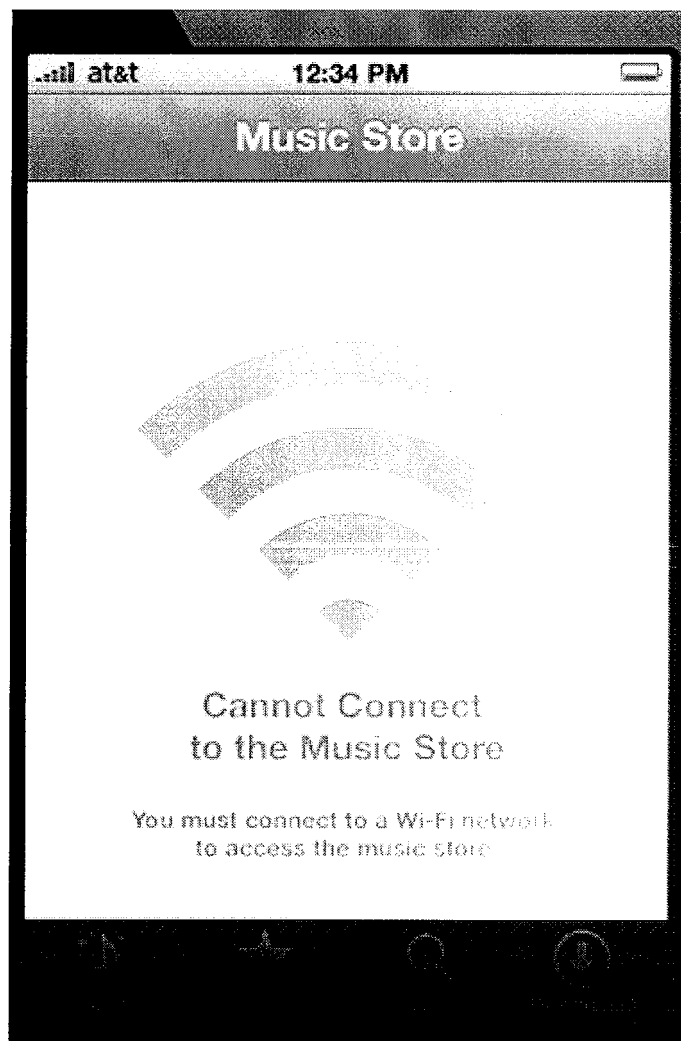 at&t 12:34 PM
Music Store
Cannot Connect
to the Music Store
You must connect to a Wi-Fi network
to access the music store